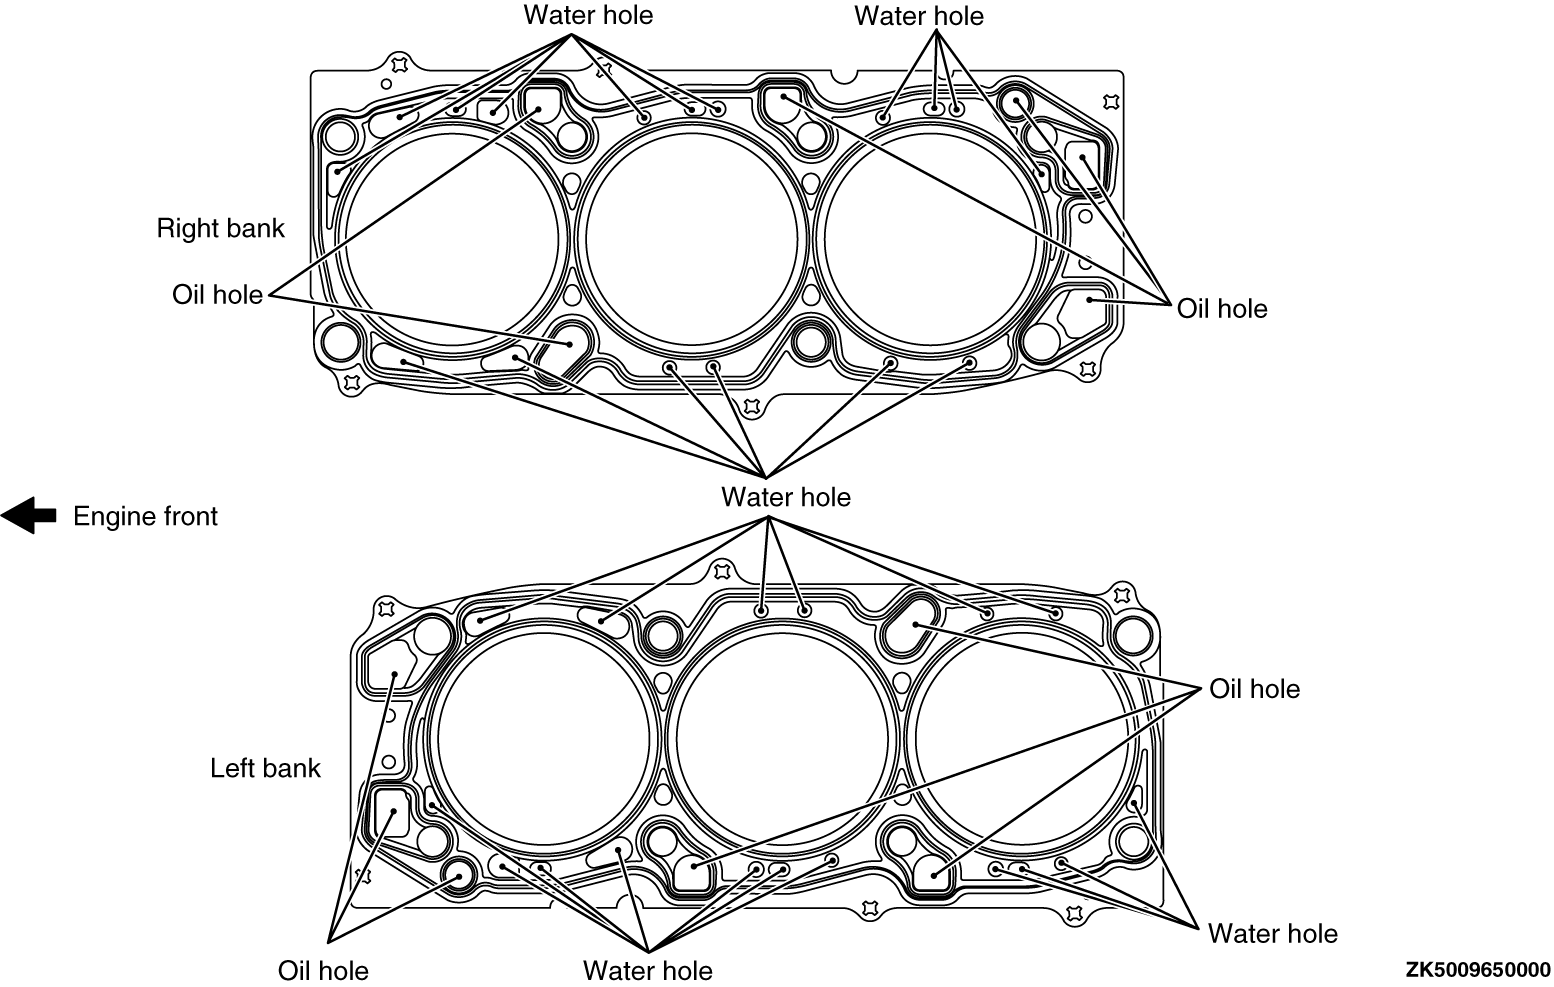 Water hole
Water hole
Right bank
Oil hole
Oil hole
Water hole
Engine front
Oil hole
Left bank
Water hole
Oil hole
Water hole
ZK5009650000